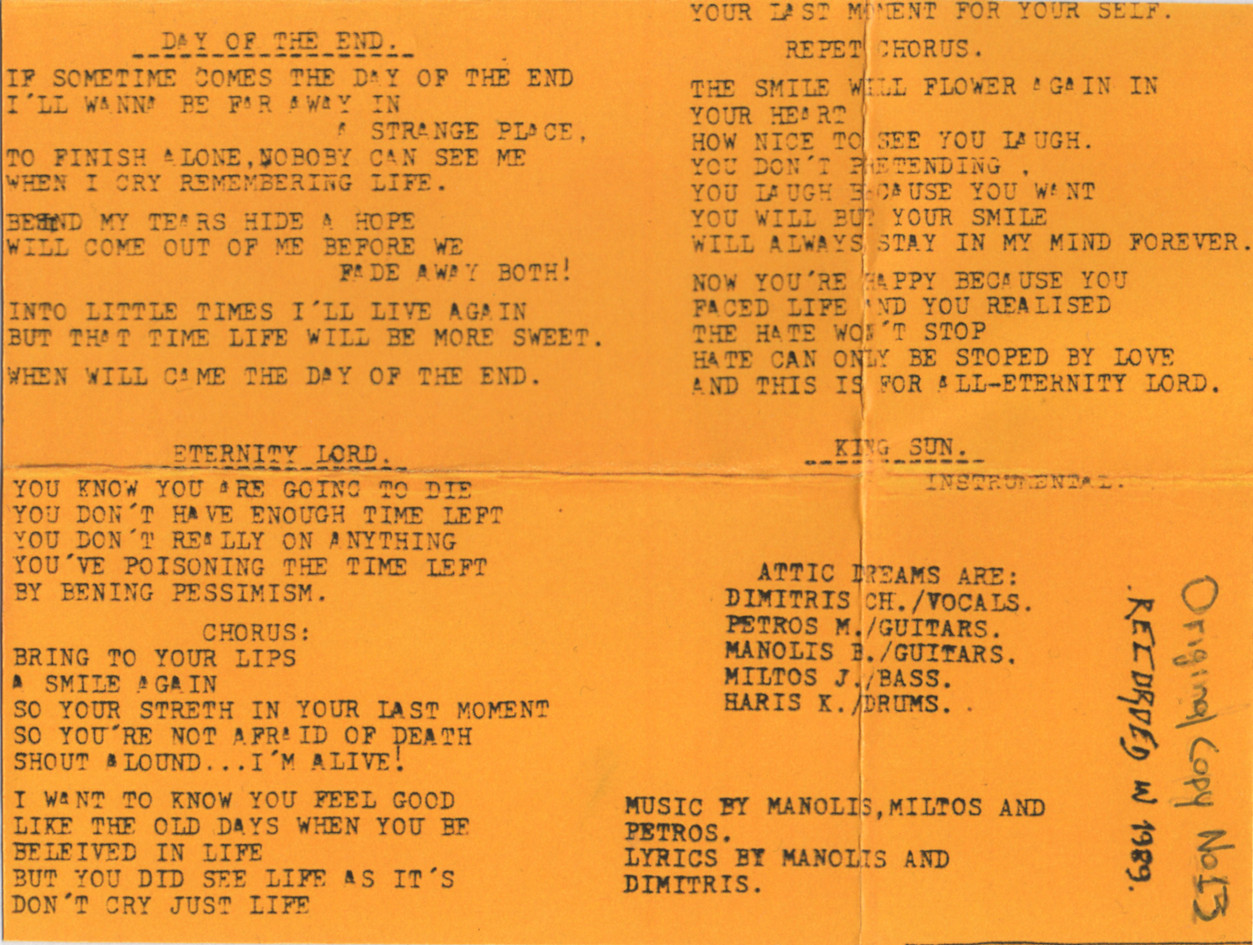 DAY OF THE END.
IF SOMETIME COMES THE DAY OF THE END
I'LL WANNA BE FAR AWAY IN
A STRANGE PLACE,
TO FINISH ALONE,NOBOBY CAN SEE ME
WHEN I CRY REMEMBERING LIFE.
MY TEARS HIDE A HOPE
WILL COME OUT OF ME BEFORE WE
FADE AWAY BOTH!
INTO LITTLE TIMES I'LL LIVE AGAIN
BUT THAT TIME LIFE WILL BE MORE SWEET.
WHEN WILL CAME THE DAY OF THE END.
ETERNITY LORD.
YOU KNOW YOU ARE GOING TO DIE
YOU DON'T HAVE ENOUGH TIME LEFT
YOU DON'T REALLY ON ANYTHING
YOU'VE POISONING THE TIME LEFT
BY BENING PESSIMISM.
CHORUS:
BRING TO YOUR LIPS
A SMILE AGAIN
SO YOUR STRETH IN YOUR LAST MOMENT
SO YOU'RE NOT AFRAID OF DEATH
SHOUT ALOUND...I'M ALIVE!
I WANT TO KNOW YOU FEEL GOOD
LIKE THE OLD DAYS WHEN YOU BE
BELEIVED IN LIFE
BUT YOU DID SEE LIFE AS IT'S
DON'T CRY JUST LIFE
YOUR LAST MOMENT FOR YOUR SELF.
REPET CHORUS.
THE SMILE WILL FLOWER AGAIN IN
YOUR HEART
HOW NICE TO SEE YOU LAUGH.
YOU DON'T PRETENDING ,
YOU LAUGH BECAUSE YOU WANT
YOU WILL BUT YOUR SMILE
WILL ALWAYS STAY IN MY MIND FOREVER.
NOW YOU'RE HAPPY BECAUSE YOU
FACED LIFE AND YOU REALISED
THE HATE WON'T STOP
HATE CAN ONLY BE STOPED BY LOVE
AND THIS IS FOR ALL-ETERNITY LORD.
KING SUN.
INSTRUMENTAL.
ATTIC DREAMS ARE:
DIMITRIS CH./VOCALS.
PETROS M./GUITARS.
MANOLIS B./GUITARS.
MILTOS J./BASS.
HARIS K./DRUMS.
MUSIC BY MANOLIS,MILTOS AND
PETROS.
LYRICS BY MANOLIS AND
DIMITRIS.
Original Copy No13
.RECORDED IN 1989.